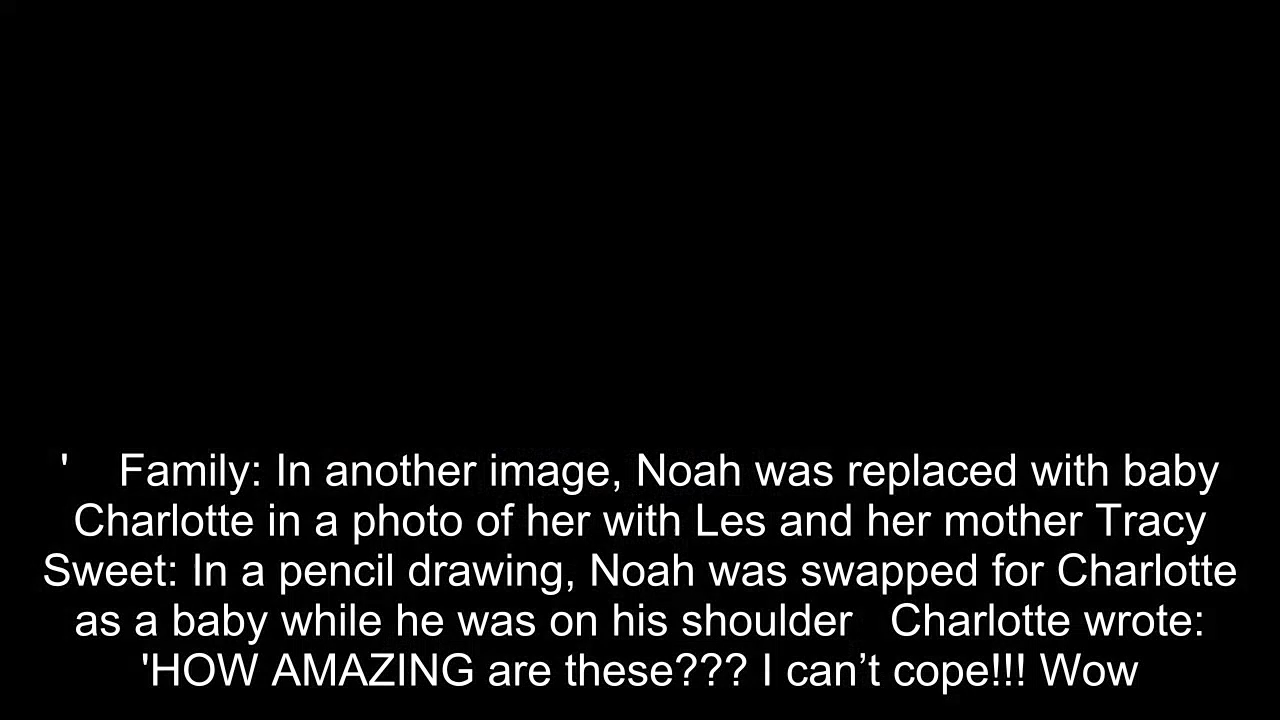 ' Family: In another image, Noah was replaced with baby
Charlotte in a photo of her with Les and her mother Tracy
Sweet: In a pencil drawing, Noah was swapped for Charlotte
as a baby while he was on his shoulder Charlotte wrote:
'HOW AMAZING are these??? I can’t cope!!! Wow